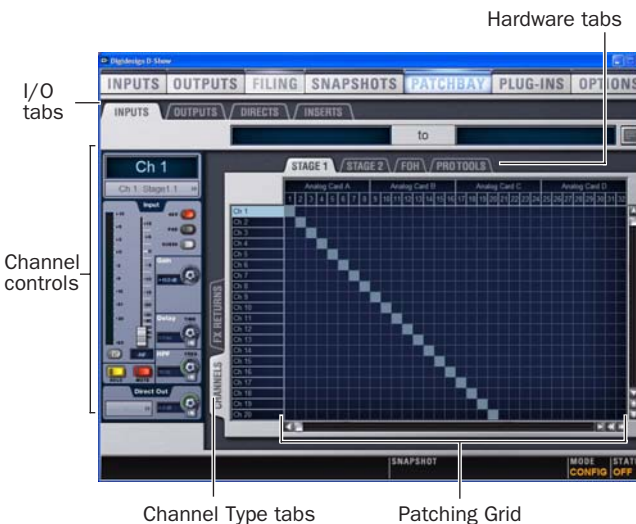 Hardware tabs
Digidesign D-Show
INPUTS OUTPUTS FILING SNAPSHOTS PATCHBAY PLUG-INS OPTIONS
I/O
tabs
INPUTS OUTPUTS DIRECTS INSERTS
to
Ch 1
STAGE 1 STAGE 2 FOH PRO TOOLS
Ch 1: Stage1 1
Analog Card A Analog Card B Analog Card C Analog Card D
1 2 3 4 5 6 7 8 9 10 11 12 13 14 15 16 17 18 19 20 21 22 23 24 25 26 27 28 29 30 31 32
Input
Ch 1
Ch 2
Ch 3
Ch 4
Ch 5
Ch 6
Ch 7
Ch 8
Ch 9
Ch 10
Ch 11
Ch 12
Ch 13
Ch 14
Ch 15
Ch 16
Ch 17
Ch 18
Ch 19
Ch 20
Channel
controls
Gain
Delay
HPF
MUTE
Direct Out
FX RETURNS
CHANNELS
SNAPSHOT
MODE
CONFIG
OFF
Channel Type tabs
Patching Grid